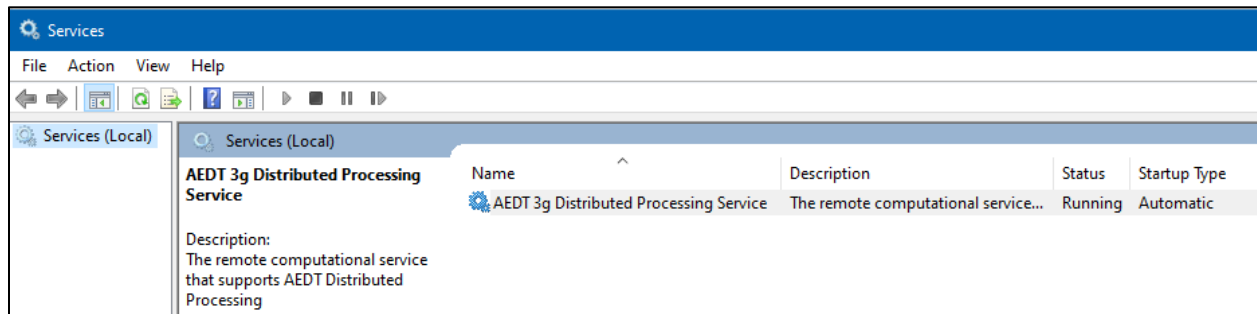 Services
File Action View Help
Services (Local)
Services (Local)
AEDT 3g Distributed Processing
Service
Description:
The remote computational service
that supports AEDT Distributed
Processing
Name Description Status Startup Type
AEDT 3g Distributed Processing Service The remote computational service... Running Automatic